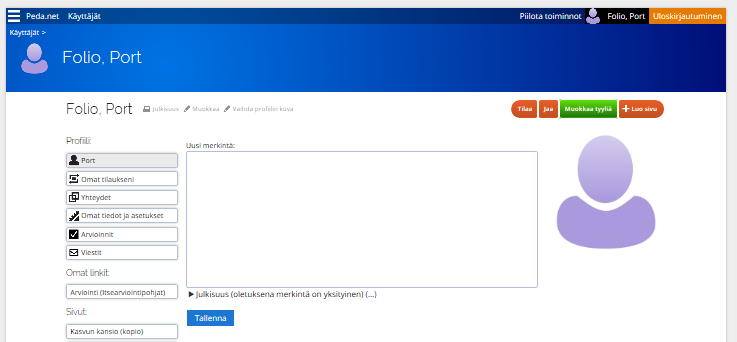 Peda.net Käyttäjät Piilota toiminnot Folio, Port Uloskirjautuminen
Käyttäjät >
Folio, Port
Folio, Port Julkisuus Muokkaa Vaihda profiilin kuva
Tilaa Jaa Muokkaa tyyliä Luo sivu
Profiili:
Port
Omat tilaukseni
Yhteydet
Omat tiedot ja asetukset
Arvioinnit
Viestit
Omat linkit:
Arviointi (Itsearviointipohjat)
Sivut:
Kasvun kansio (kopio)
Uusi merkintä:
Julkisuus (oletuksena merkintä on yksityinen) (...)
Tallenna